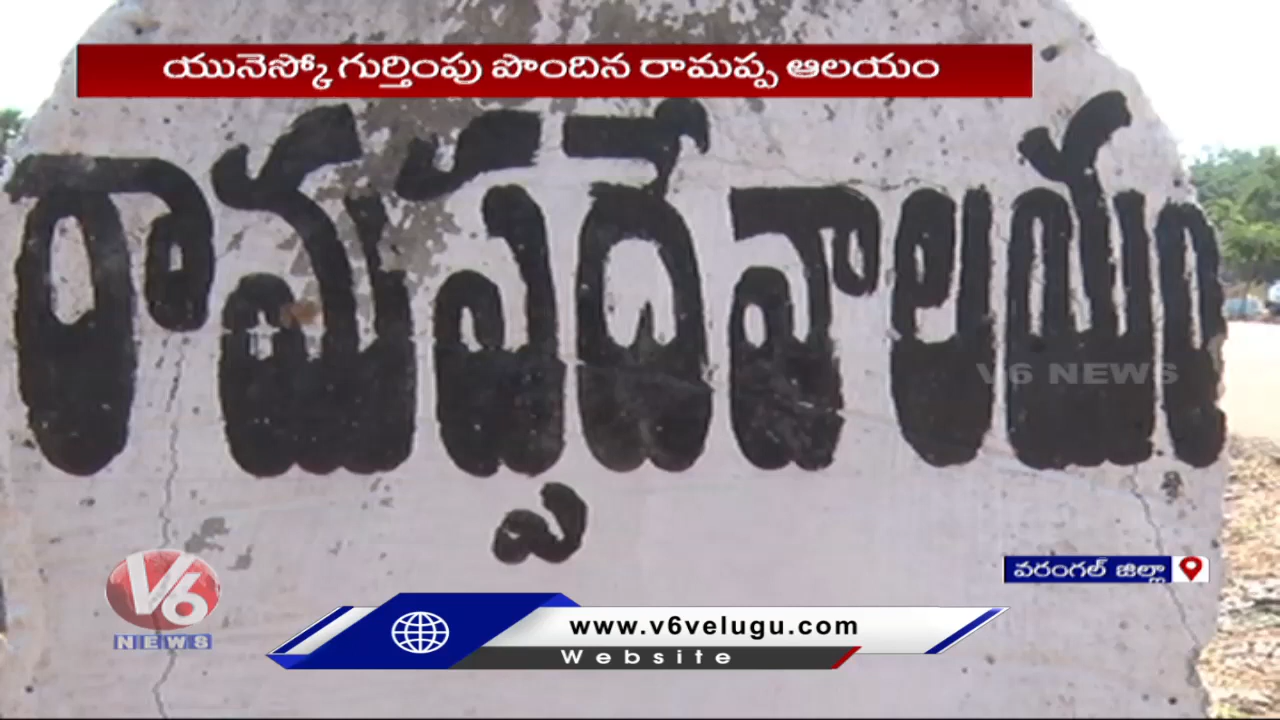 యునెస్కో గుర్తింపు పొందిన రామప్ప ఆలయం
రామప్పదేవాలయం
V6 NEWS
వరంగల్ జిల్లా
V6
NEWS
www.v6velugu.com
Website